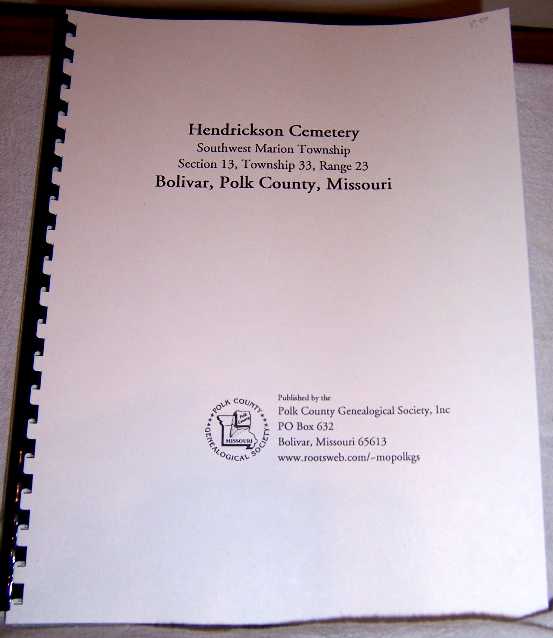 Hendrickson Cemetery
Southwest Marion Township
Section 13, Township 33, Range 23
Bolivar, Polk County, Missouri
POLK COUNTY
GENEALOGICAL SOCIETY
Polk
County
MISSOURI
Published by the
Polk County Genealogical Society, Inc
PO Box 632
Bolivar, Missouri 65613
www.rootsweb.com/~mopolkgs